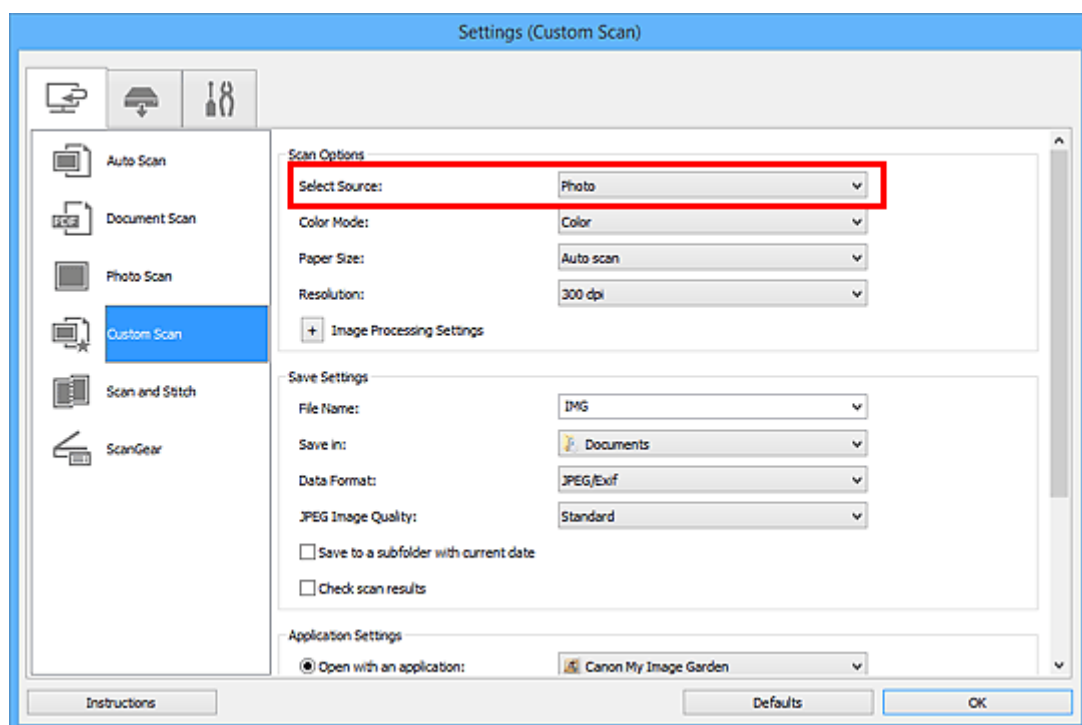 Settings (Custom Scan)
Auto Scan
PDF
Document Scan
Photo Scan
Custom Scan
Scan and Stitch
ScanGear
Scan Options
Select Source: Photo
Color Mode: Color
Paper Size: Auto scan
Resolution: 300 dpi
+ Image Processing Settings
Save Settings
File Name: IMG
Save in: Documents
Data Format: JPEG/Exif
JPEG Image Quality: Standard
Save to a subfolder with current date
Check scan results
Application Settings
Open with an application: Canon My Image Garden
Instructions Defaults OK